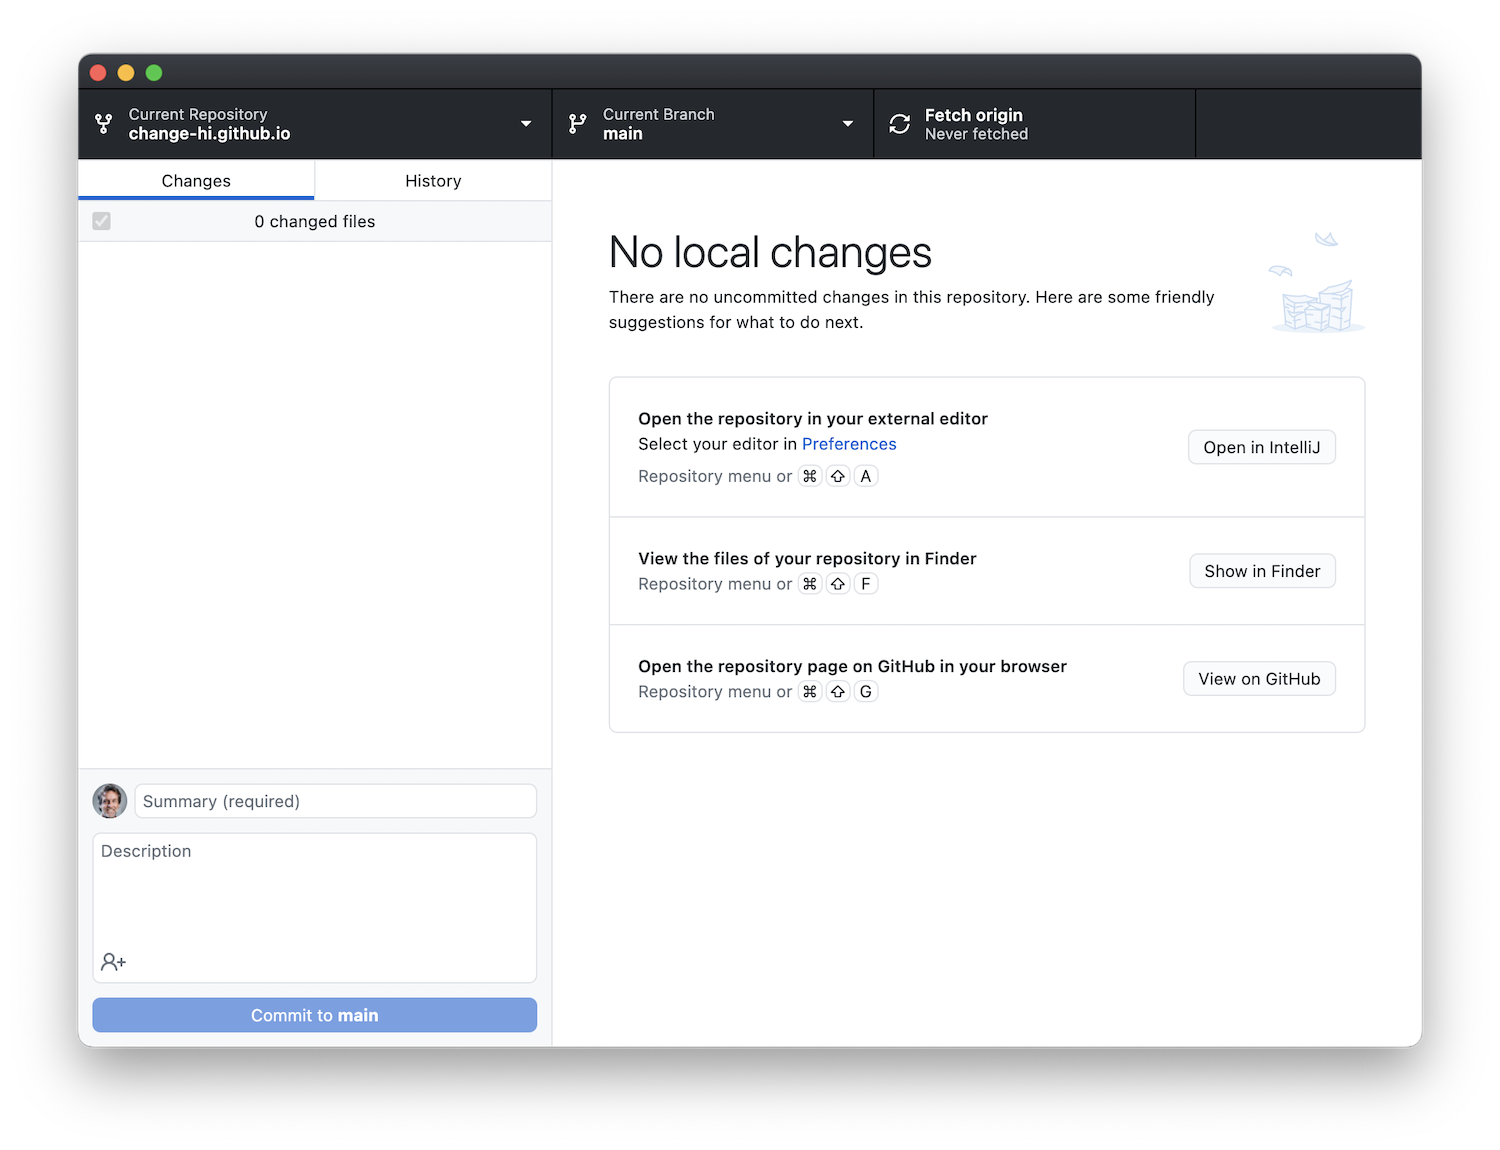 Current Repository
change-hi.github.io
Current Branch
main
Fetch origin
Never fetched
Changes
History
0 changed files
No local changes
There are no uncommitted changes in this repository. Here are some friendly
suggestions for what to do next.
Open the repository in your external editor
Select your editor in Preferences
Repository menu or ⌘ ⇧ A
Open in IntelliJ
View the files of your repository in Finder
Repository menu or ⌘ ⇧ F
Show in Finder
Open the repository page on GitHub in your browser
Repository menu or ⌘ ⇧ G
View on GitHub
Summary (required)
Description
Commit to main